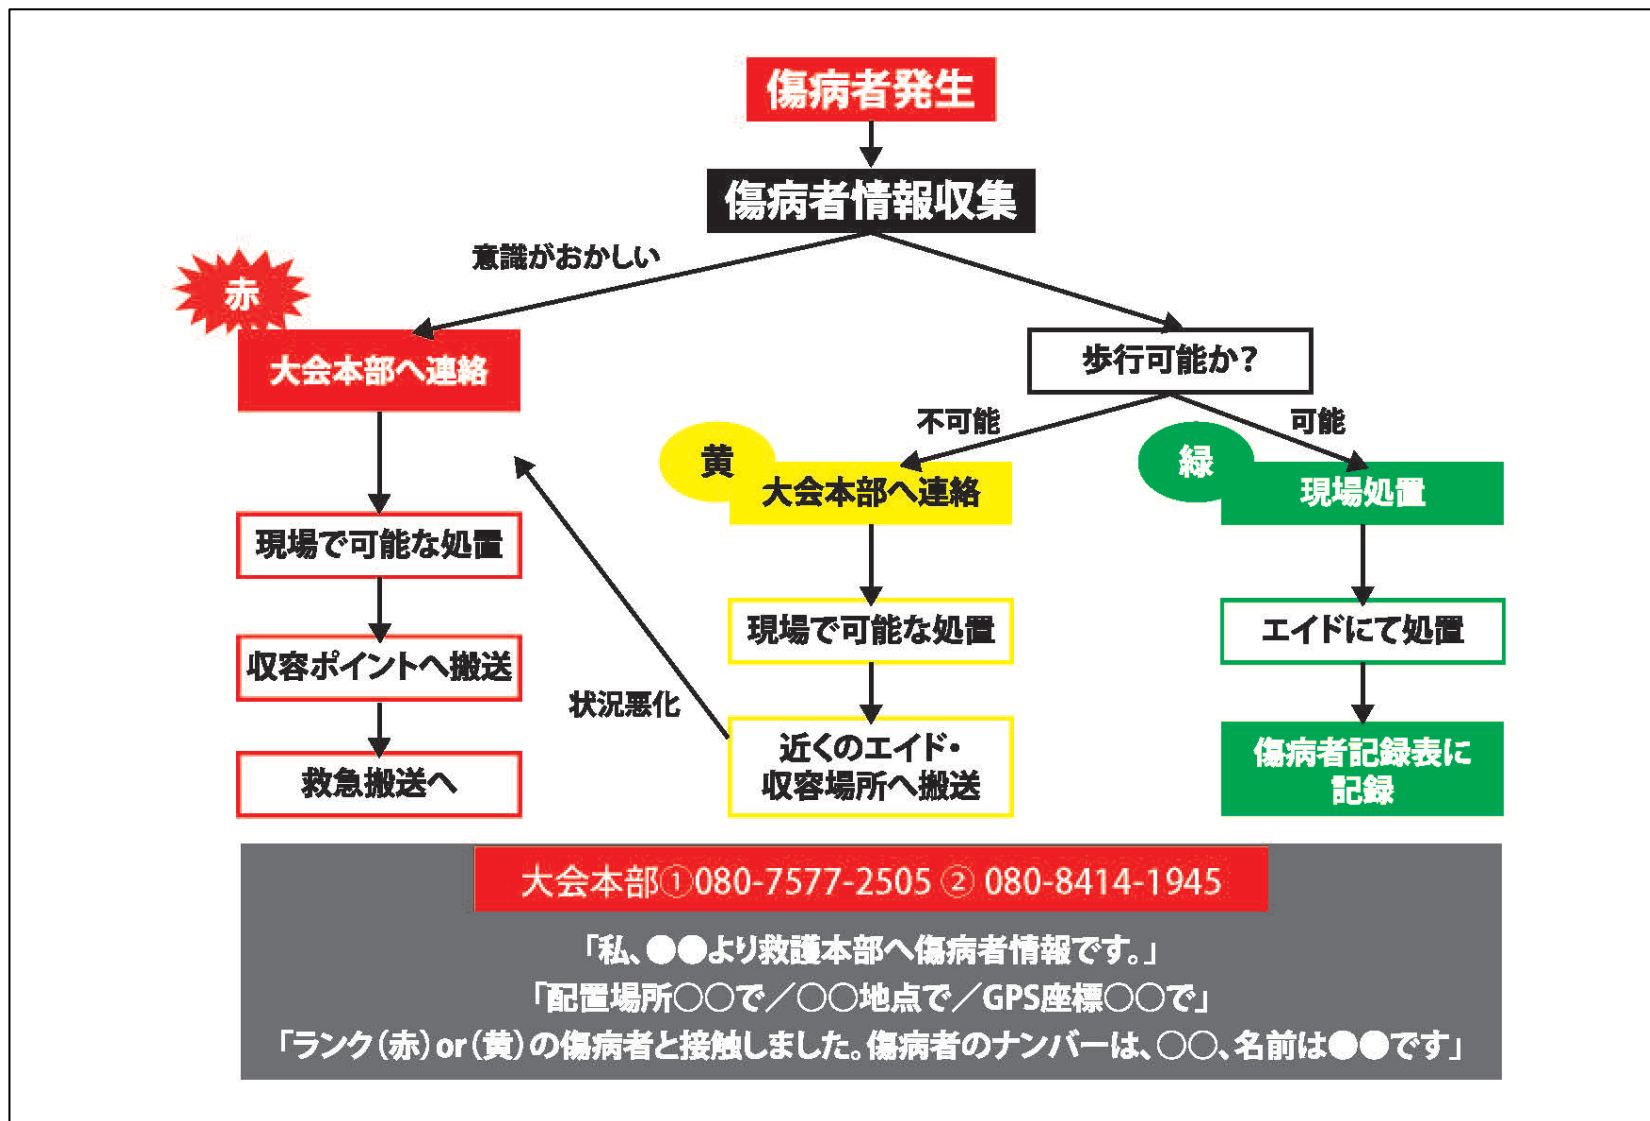 傷病者発生
傷病者情報収集
意識がおかしい
赤
大会本部へ連絡
歩行可能か？
不可能
可能
黄
大会本部へ連絡
緑
現場処置
現場で可能な処置
現場で可能な処置
エイドにて処置
収容ポイントへ搬送
状況悪化
近くのエイド・
収容場所へ搬送
傷病者記録表に
記録
救急搬送へ
大会本部①080-7577-2505 ② 080-8414-1945
「私、●●より救護本部へ傷病者情報です。」
「配置場所○○で／○○地点で／GPS座標○○で」
「ランク（赤）or（黄）の傷病者と接触しました。傷病者のナンバーは、○○、名前は●●です」